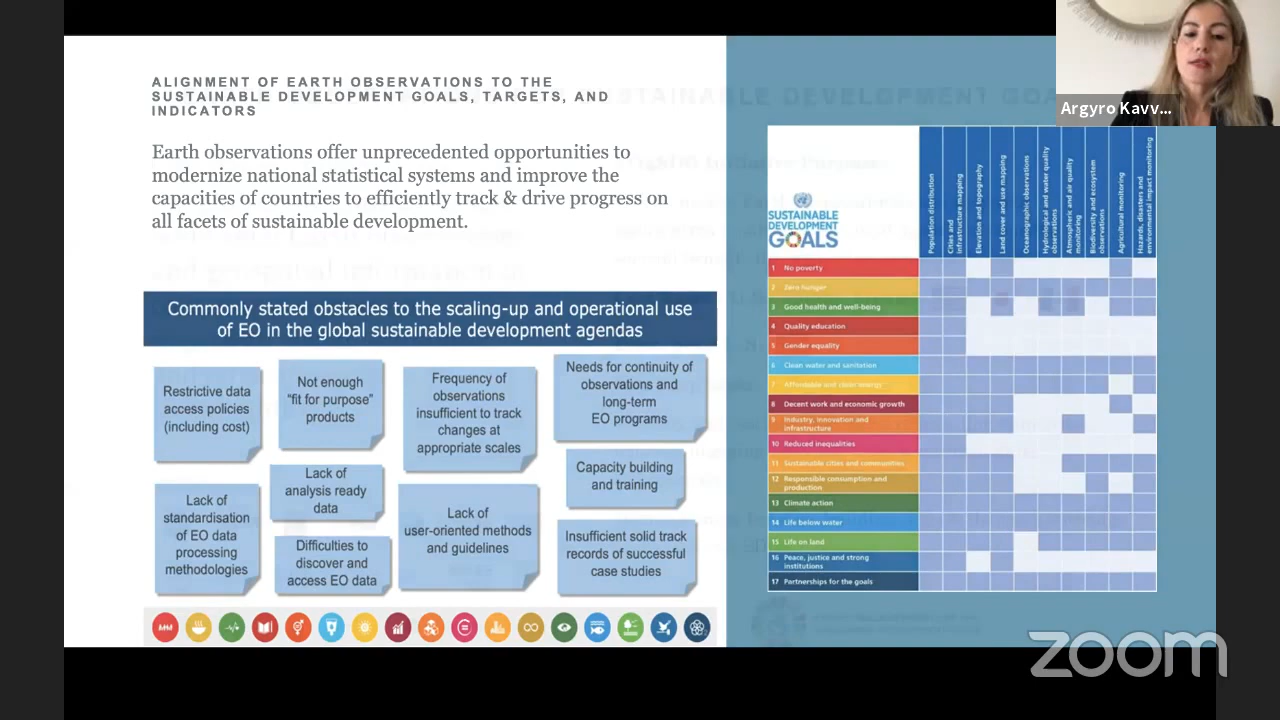 ALIGNMENT OF EARTH OBSERVATIONS TO THE
SUSTAINABLE DEVELOPMENT GOALS, TARGETS, AND
INDICATORS
Earth observations offer unprecedented opportunities to
modernize national statistical systems and improve the
capacities of countries to efficiently track & drive progress on
all facets of sustainable development.
Commonly stated obstacles to the scaling-up and operational use
of EO in the global sustainable development agendas
Restrictive data
access policies
(including cost)
Not enough
“fit for purpose”
products
Frequency of
observations
insufficient to track
changes at
appropriate scales
Needs for continuity of
observations and
long-term
EO programs
Lack of
standardisation
of EO data
processing
methodologies
Lack of
analysis ready
data
Difficulties to
discover and
access EO data
Lack of
user-oriented methods
and guidelines
Capacity building
and training
Insufficient solid track
records of successful
case studies
SUSTAINABLE
DEVELOPMENT
GOALS
Population distribution
Cities and
infrastructure mapping
Elevation and topography
Land cover and use mapping
Oceanographic observations
Hydrological and water quality
observations
Atmospheric and air quality
monitoring
Biodiversity and ecosystem
observations
Agricultural monitoring
Hazards, disasters and
environmental impact monitoring
1 No poverty
2 Zero hunger
3 Good health and well-being
4 Quality education
5 Gender equality
6 Clean water and sanitation
7 Affordable and clean energy
8 Decent work and economic growth
9 Industry, innovation and
infrastructure
10 Reduced inequalities
11 Sustainable cities and communities
12 Responsible consumption and
production
13 Climate action
14 Life below water
15 Life on land
16 Peace, justice and strong
institutions
17 Partnerships for the goals
Argyro Kavv...
zoom